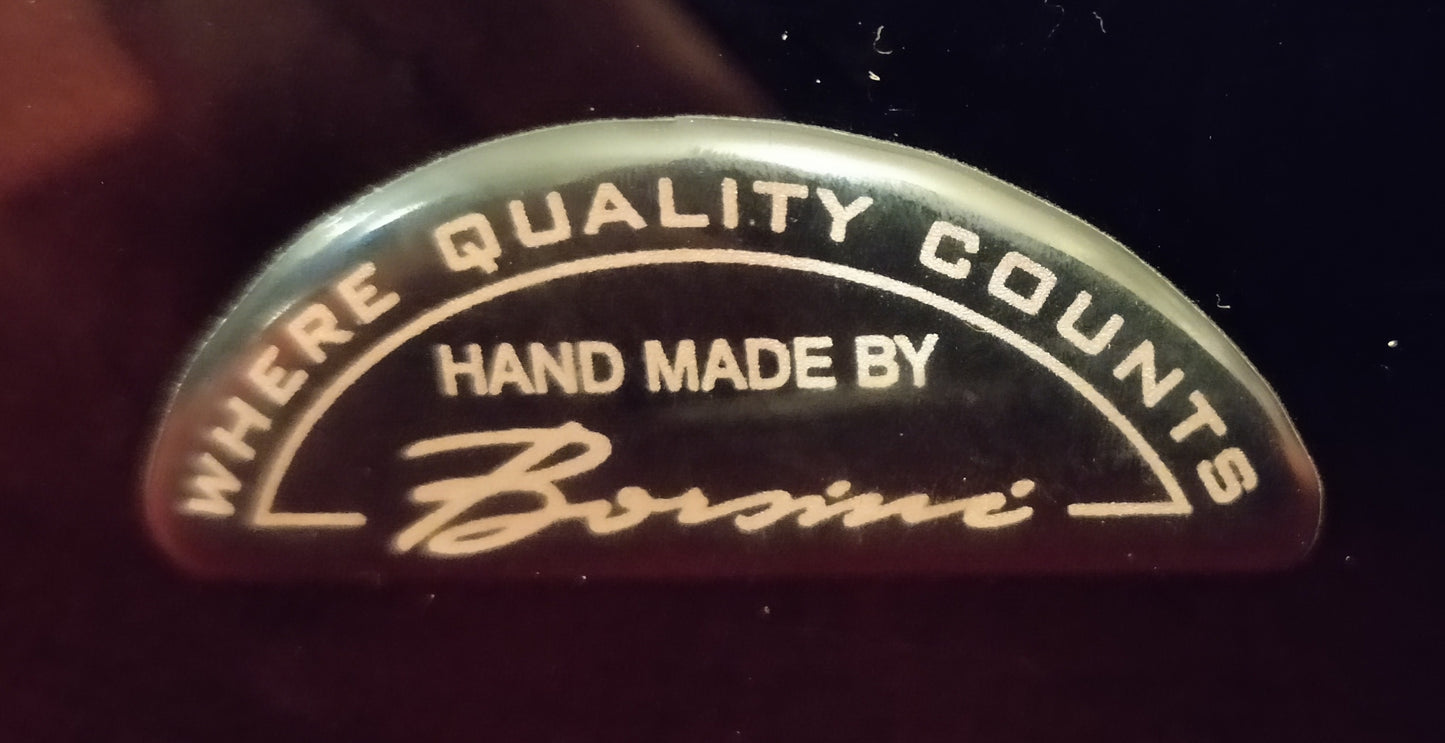 WHERE QUALITY COUNTS
HAND MADE BY
Borsini